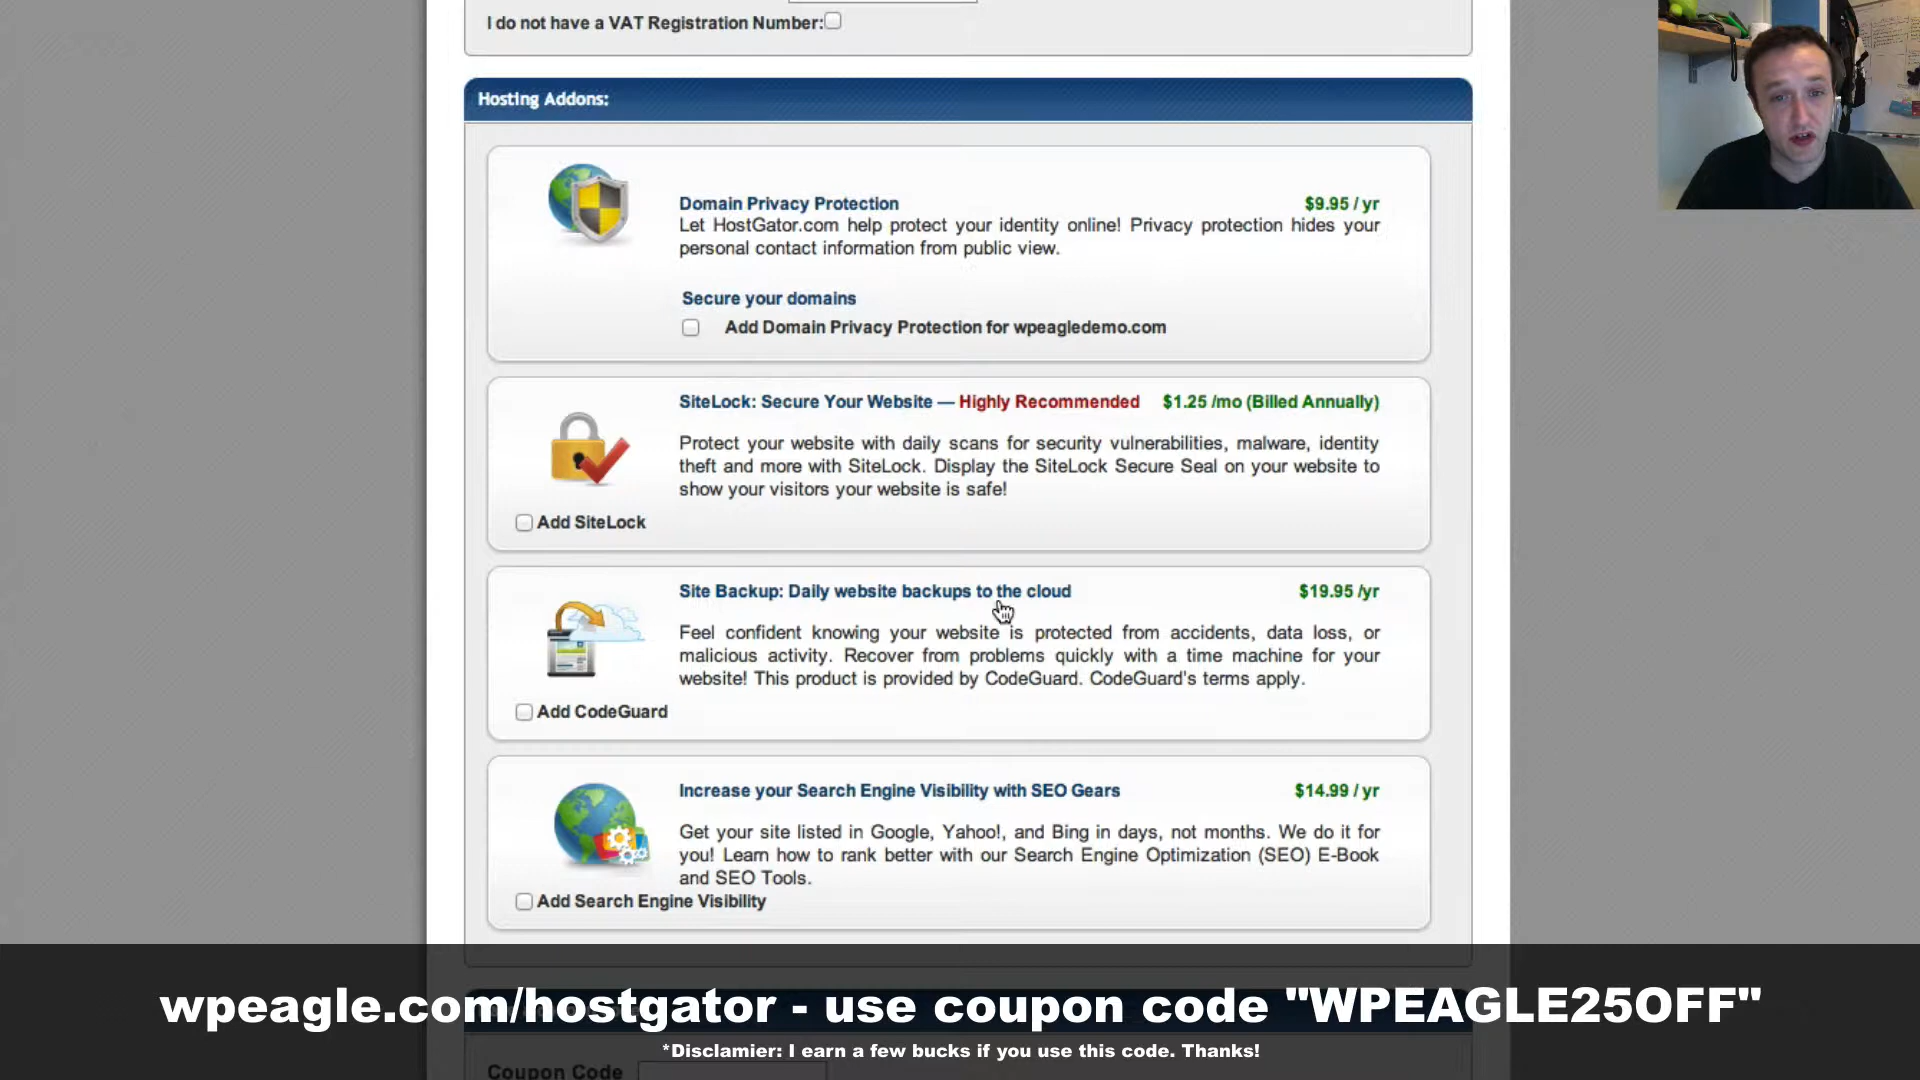 I do not have a VAT Registration Number:
Hosting Addons:
Domain Privacy Protection $9.95 / yr
Let HostGator.com help protect your identity online! Privacy protection hides your
personal contact information from public view.
Secure your domains
Add Domain Privacy Protection for wpeagledemo.com
SiteLock: Secure Your Website — Highly Recommended $1.25 /mo (Billed Annually)
Protect your website with daily scans for security vulnerabilities, malware, identity
theft and more with SiteLock. Display the SiteLock Secure Seal on your website to
show your visitors your website is safe!
Add SiteLock
Site Backup: Daily website backups to the cloud $19.95 /yr
Feel confident knowing your website is protected from accidents, data loss, or
malicious activity. Recover from problems quickly with a time machine for your
website! This product is provided by CodeGuard. CodeGuard's terms apply.
Add CodeGuard
Increase your Search Engine Visibility with SEO Gears $14.99 / yr
Get your site listed in Google, Yahoo!, and Bing in days, not months. We do it for
you! Learn how to rank better with our Search Engine Optimization (SEO) E-Book
and SEO Tools.
Add Search Engine Visibility
wpeagle.com/hostgator - use coupon code "WPEAGLE25OFF"
*Disclamier: I earn a few bucks if you use this code. Thanks!
Coupon Code